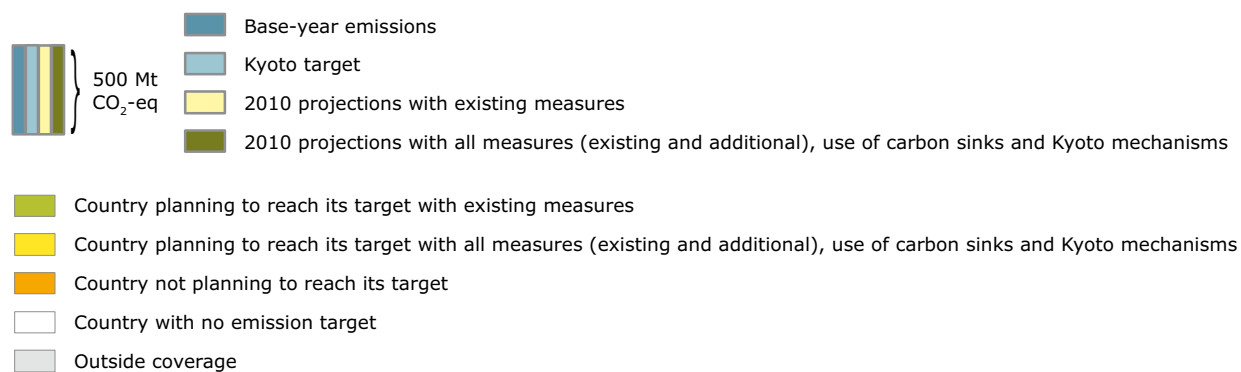 Base-year emissions
Kyoto target
500 Mt
CO₂-eq
2010 projections with existing measures
2010 projections with all measures (existing and additional), use of carbon sinks and Kyoto mechanisms
Country planning to reach its target with existing measures
Country planning to reach its target with all measures (existing and additional), use of carbon sinks and Kyoto mechanisms
Country not planning to reach its target
Country with no emission target
Outside coverage